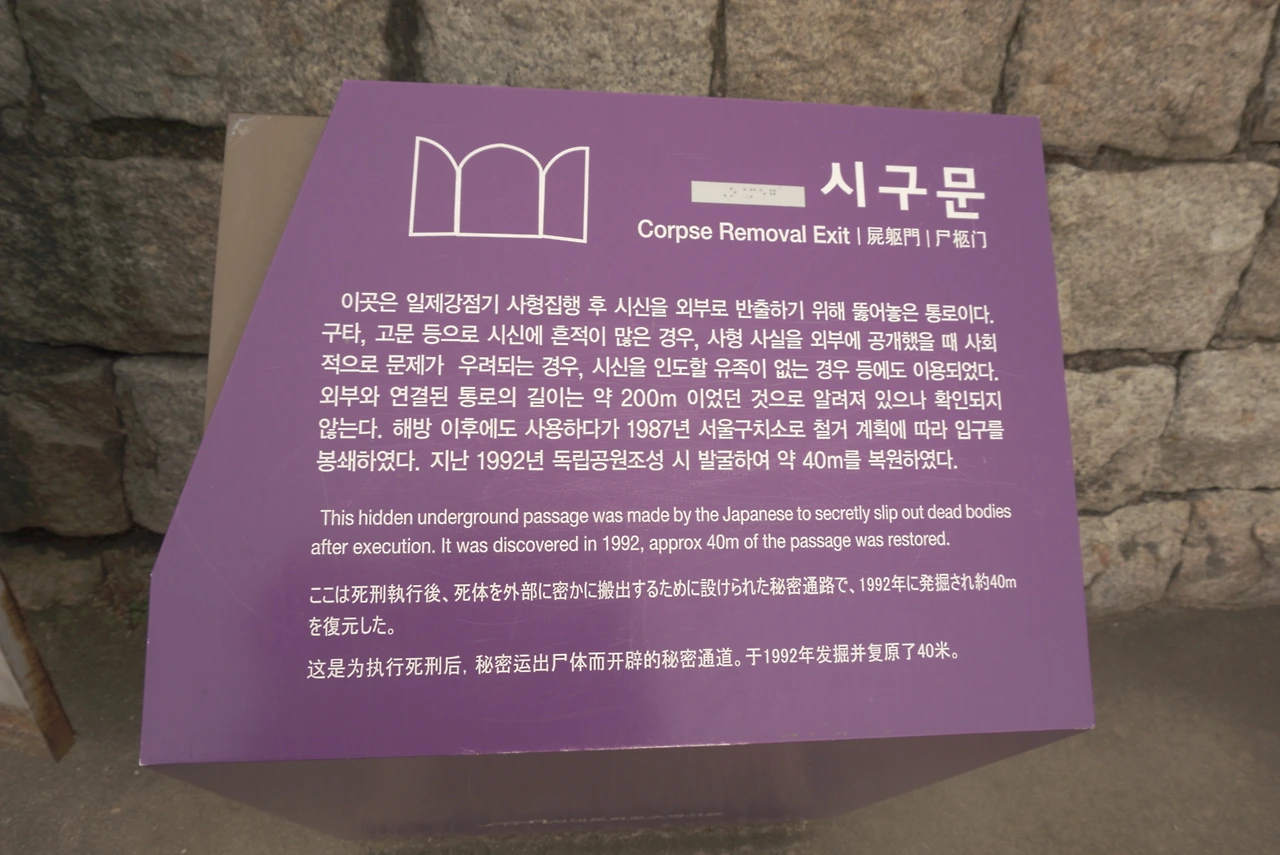 시구문
Corpse Removal Exit | 屍躯門 | 尸柩门
이곳은 일제강점기 사형집행 후 시신을 외부로 반출하기 위해 뚫어놓은 통로이다.
구타, 고문 등으로 시신에 흔적이 많은 경우, 사형 사실을 외부에 공개했을 때 사회
적으로 문제가 우려되는 경우, 시신을 인도할 유족이 없는 경우 등에도 이용되었다.
외부와 연결된 통로의 길이는 약 200m 이었던 것으로 알려져 있으나 확인되지
않는다. 해방 이후에도 사용하다가 1987년 서울구치소로 철거 계획에 따라 입구를
봉쇄하였다. 지난 1992년 독립공원조성 시 발굴하여 약 40m를 복원하였다.
This hidden underground passage was made by the Japanese to secretly slip out dead bodies
after execution. It was discovered in 1992, approx 40m of the passage was restored.
ここは死刑執行後、死体を外部に密かに搬出するために設けられた秘密通路で、1992年に発掘され約40m
を復元した。
这是为执行死刑后，秘密运出尸体而开辟的秘密通道。于1992年发掘并复原了40米。